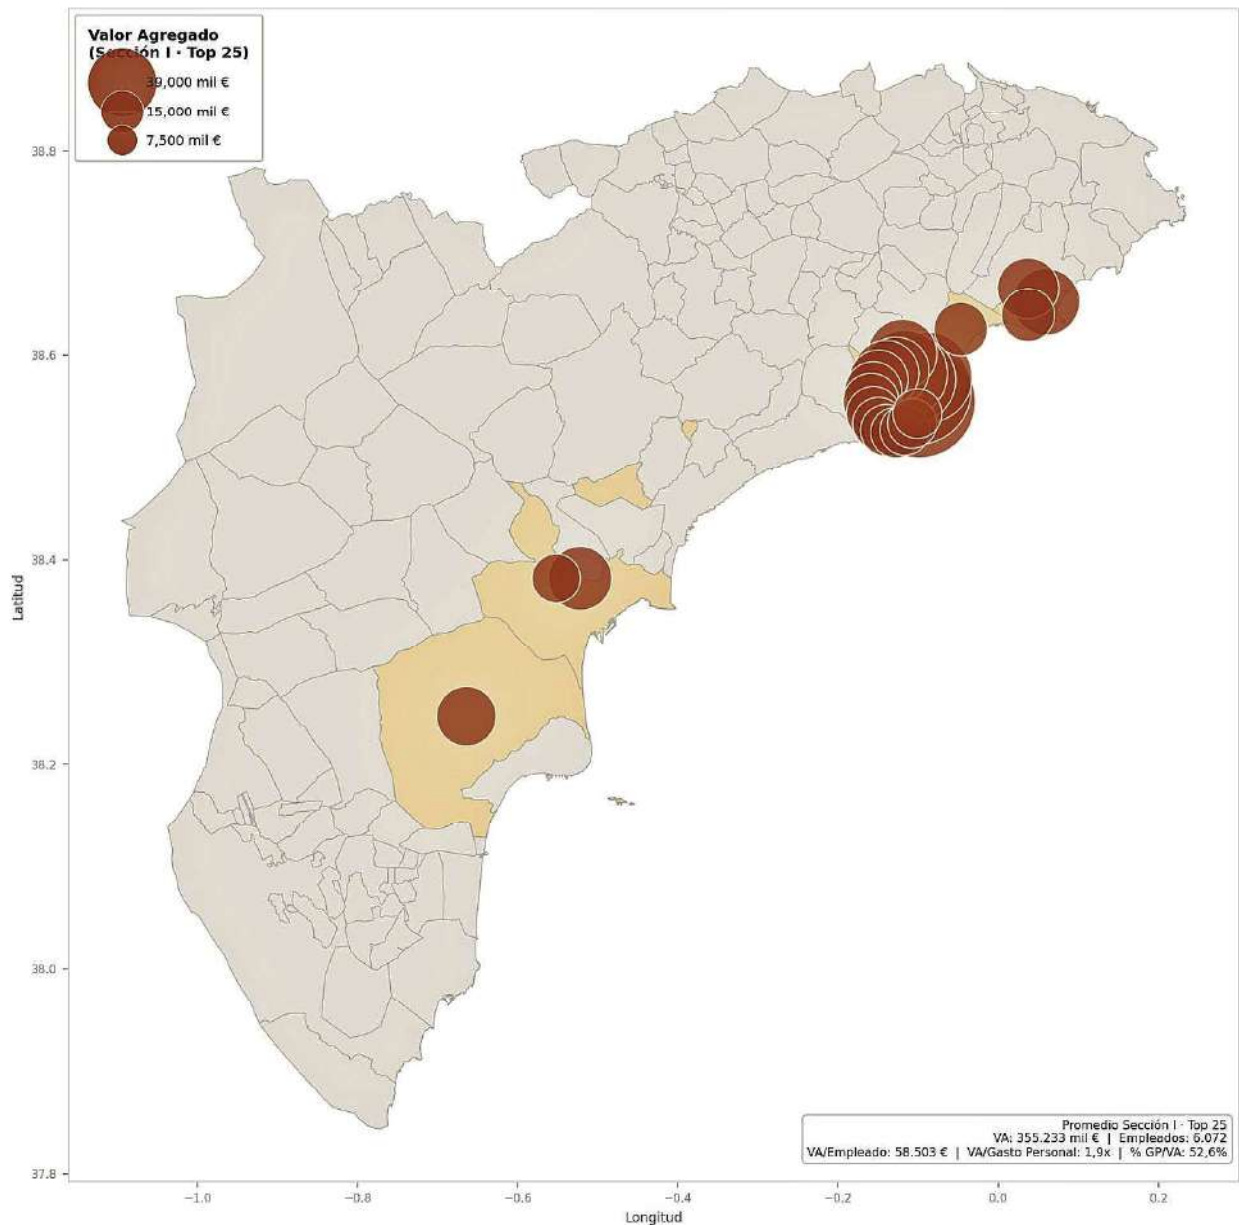 Valor Agregado
(Sección I · Top 25)
39,000 mil €
15,000 mil €
7,500 mil €
38.8
38.6
38.4
38.2
38.0
37.8
Latitud
Promedio Sección I · Top 25
VA: 355.233 mil € | Empleados: 6.072
VA/Empleado: 58.503 € | VA/Gasto Personal: 1,9x | % GP/VA: 52,6%
−1.0
−0.8
−0.6
−0.4
−0.2
0.0
0.2
Longitud